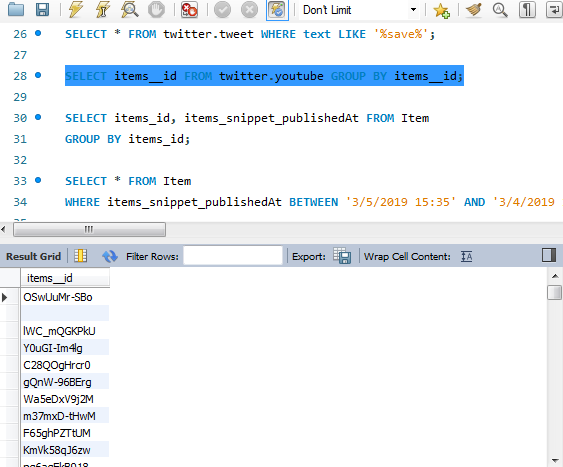 Don't Limit
26 SELECT * FROM twitter.tweet WHERE text LIKE '%save%';
27
28 SELECT items__id FROM twitter.youtube GROUP BY items__id;
29
30 SELECT items_id, items_snippet_publishedAt FROM Item
31 GROUP BY items_id;
32
33 SELECT * FROM Item
34 WHERE items_snippet_publishedAt BETWEEN '3/5/2019 15:35' AND '3/4/2019
Result Grid Filter Rows: Export: Wrap Cell Content: IA
items__id
OSwUuMr-SBo
lWC_mQGKPkU
Y0uGI-Im4lg
C28QOgHrcr0
gQnW-96BErg
Wa5eDxV9j2M
m37mxD-tHwM
F65ghPZTtUM
KmVk58qJ6zw